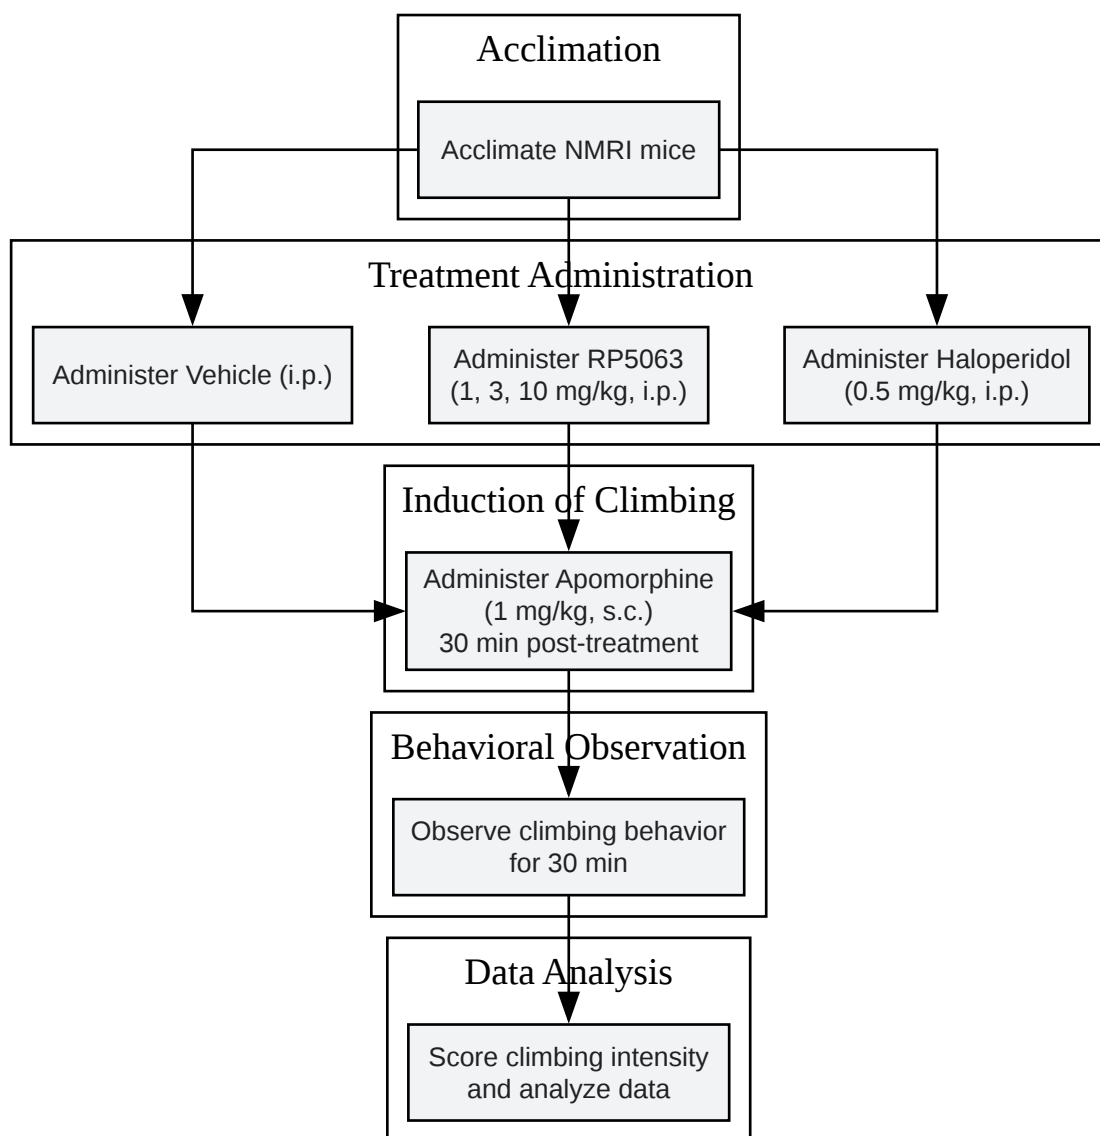 Acclimation
Acclimate NMRI mice
Treatment Administration
Administer Vehicle (i.p.)
Administer RP5063
(1, 3, 10 mg/kg, i.p.)
Administer Haloperidol
(0.5 mg/kg, i.p.)
Induction of Climbing
Administer Apomorphine
(1 mg/kg, s.c.)
30 min post-treatment
Behavioral Observation
Observe climbing behavior
for 30 min
Data Analysis
Score climbing intensity
and analyze data